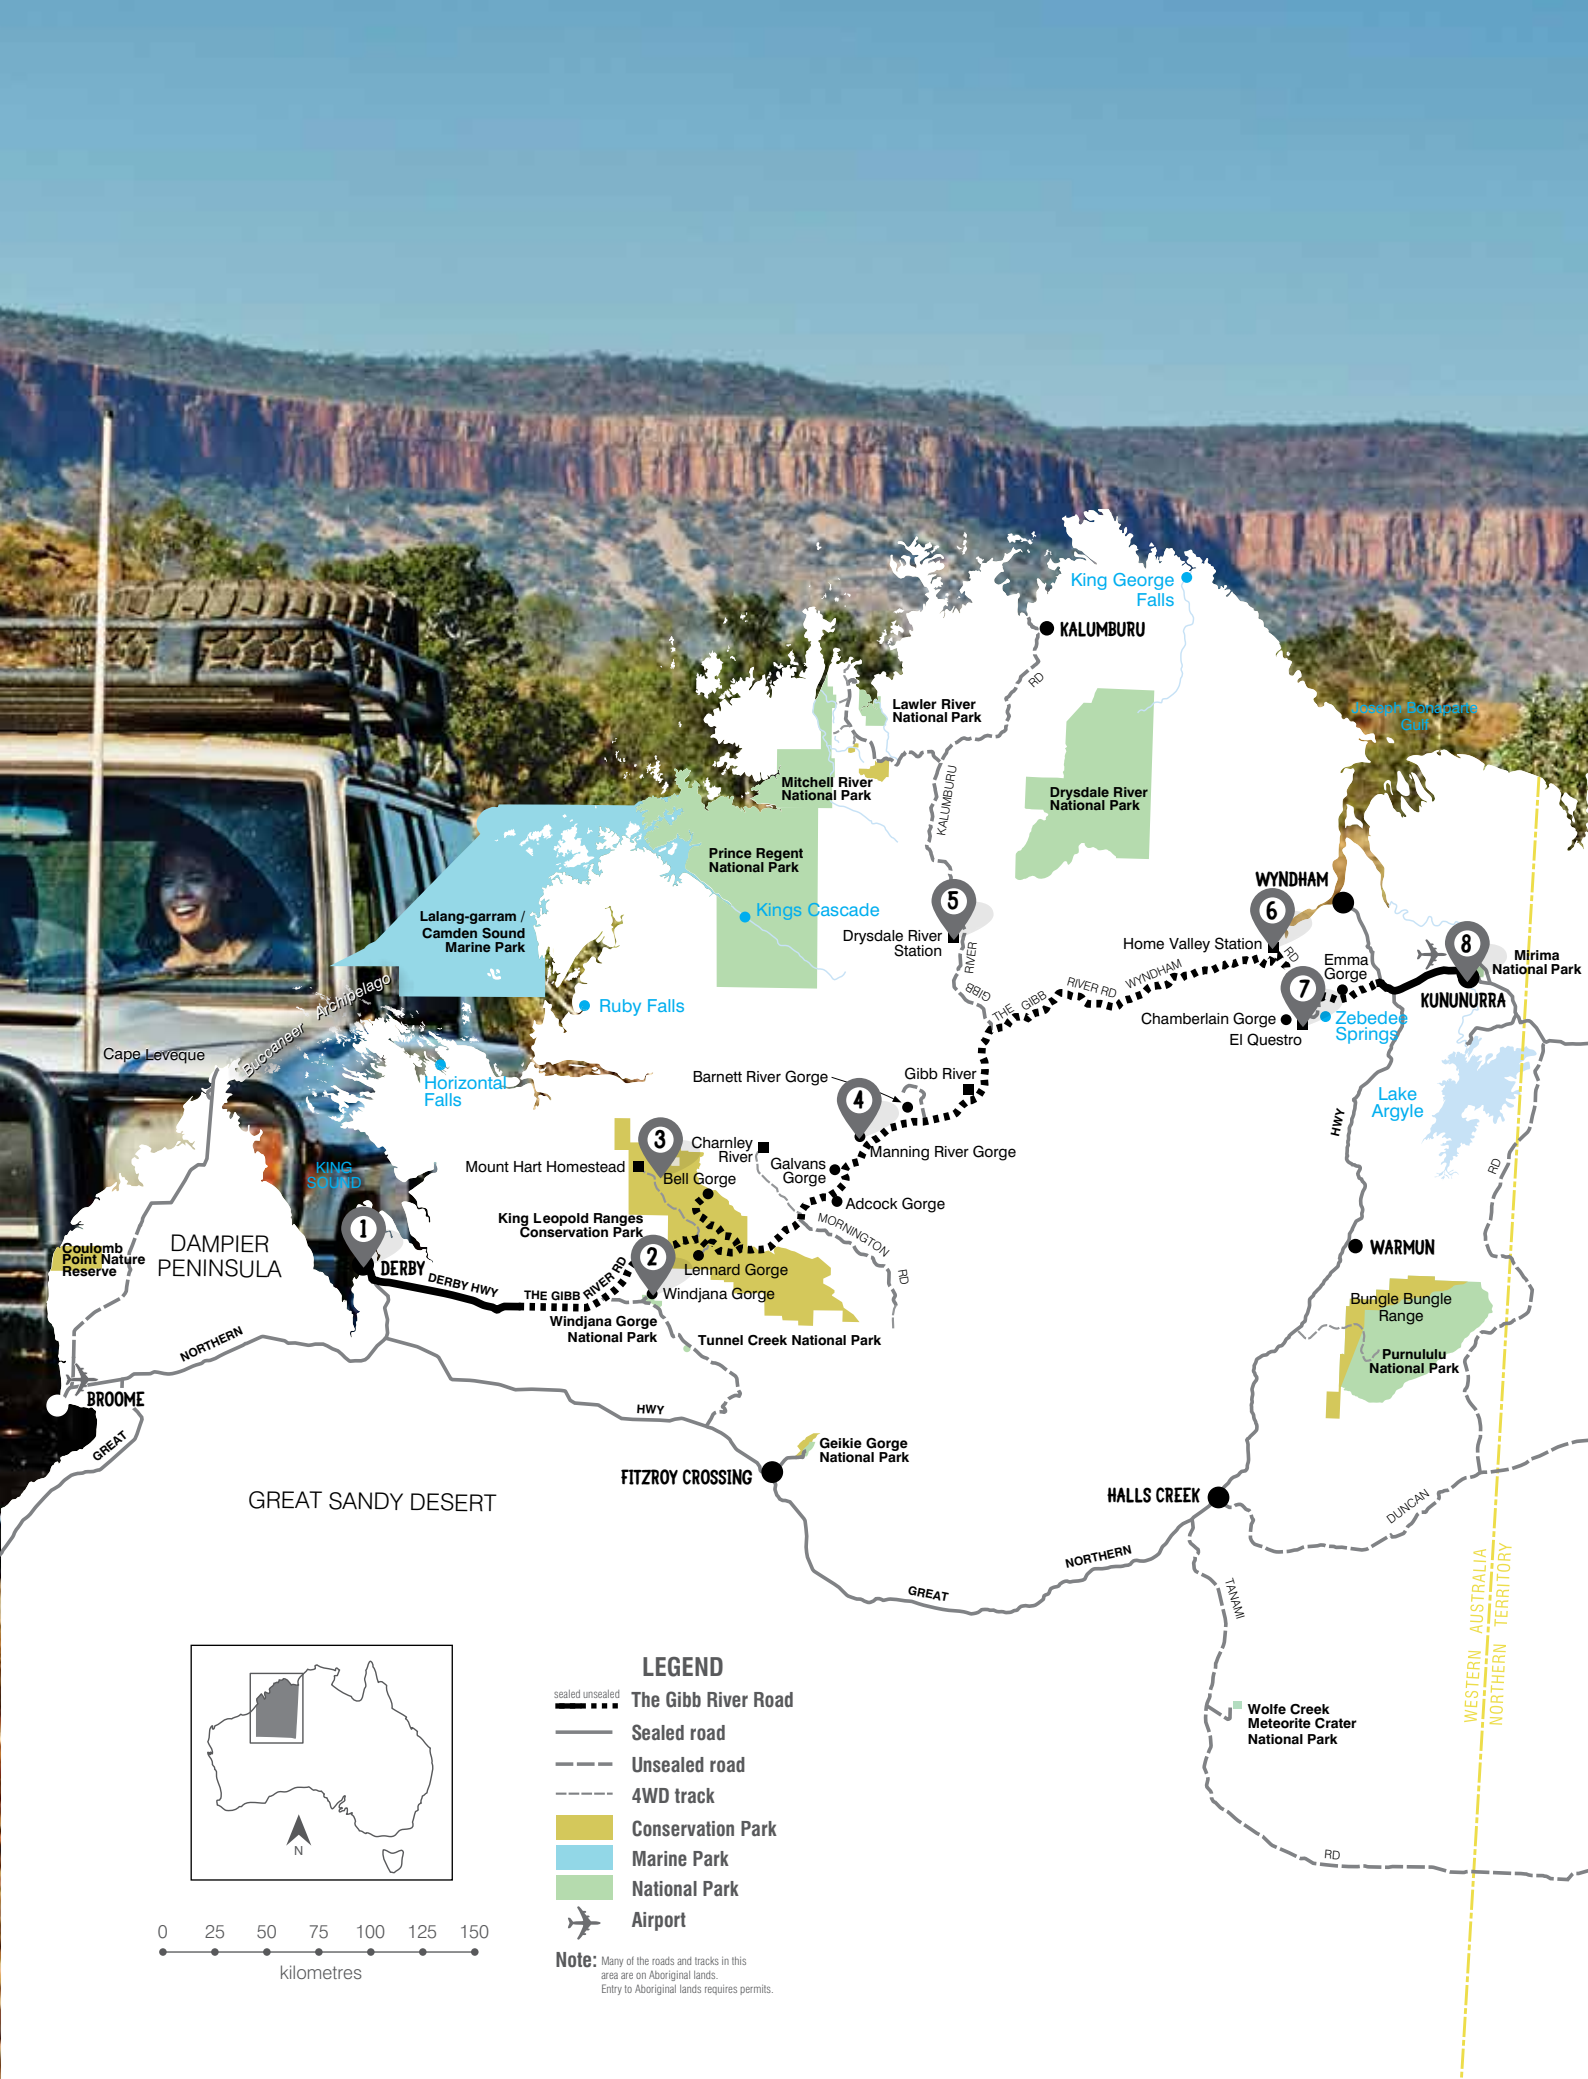 King George
Falls
KALUMBURU
RD
Lawler River
National Park
Joseph Bonaparte
Gulf
Mitchell River
National Park
KALUMBURU
Drysdale River
National Park
Prince Regent
National Park
WYNDHAM
5
6
Kings Cascade
Lalang-garram /
Camden Sound
Marine Park
Drysdale River
Station
Home Valley Station
RD
8
Mirima
National Park
RIVER
Emma
Gorge
7
RIVER RD
WYNDHAM
KUNUNURRA
GIBB
THE GIBB
Ruby Falls
Buccaneer Archipelago
Chamberlain Gorge
Zebedee
Springs
El Questro
Cape Leveque
Horizontal
Falls
Barnett River Gorge
Gibb River
4
Lake
Argyle
HWY
3
Charnley
River
Manning River Gorge
KING
SOUND
Mount Hart Homestead
Galvans
Gorge
Bell Gorge
RD
Adcock Gorge
1
King Leopold Ranges
Conservation Park
MORNINGTON
RD
Coulomb
Point Nature
Reserve
DAMPIER
PENINSULA
2
WARMUN
DERBY
DERBY HWY
THE GIBB RIVER RD
Lennard Gorge
Windjana Gorge
Windjana Gorge
National Park
Tunnel Creek National Park
Bungle Bungle
Range
NORTHERN
Purnululu
National Park
BROOME
HWY
GREAT
Geikie Gorge
National Park
FITZROY CROSSING
GREAT SANDY DESERT
HALLS CREEK
DUNCAN
NORTHERN
GREAT
TANAMI
WESTERN AUSTRALIA
NORTHERN TERRITORY
Wolfe Creek
Meteorite Crater
National Park
RD
N
0 25 50 75 100 125 150
kilometres
LEGEND
sealed unsealed The Gibb River Road
Sealed road
Unsealed road
4WD track
Conservation Park
Marine Park
National Park
Airport
Note: Many of the roads and tracks in this
area are on Aboriginal lands.
Entry to Aboriginal lands requires permits.